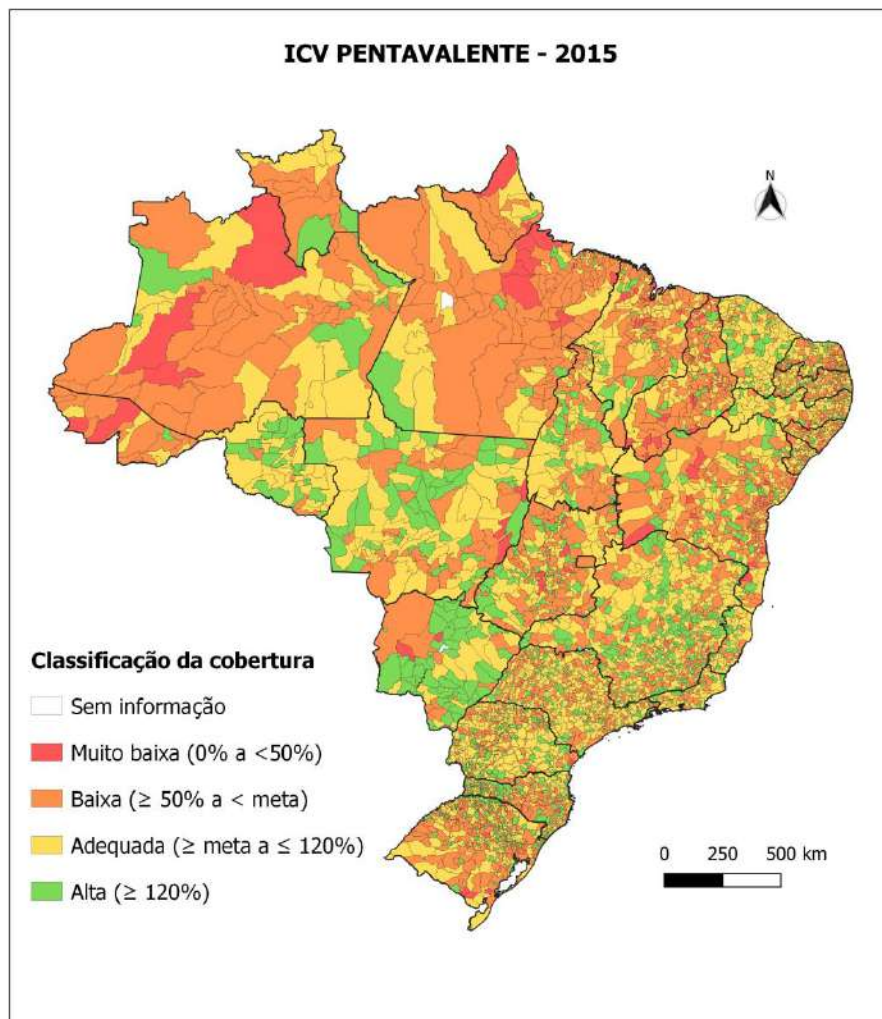 ICV PENTAVALENTE - 2015
N
Classificação da cobertura
Sem informação
Muito baixa (0% a <50%)
Baixa (≥ 50% a < meta)
Adequada (≥ meta a ≤ 120%)
Alta (≥ 120%)
0 250 500 km